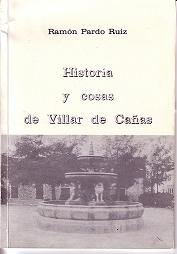 Ramón Pardo Ruiz
Historia
y cosas
de Villar de Cañas